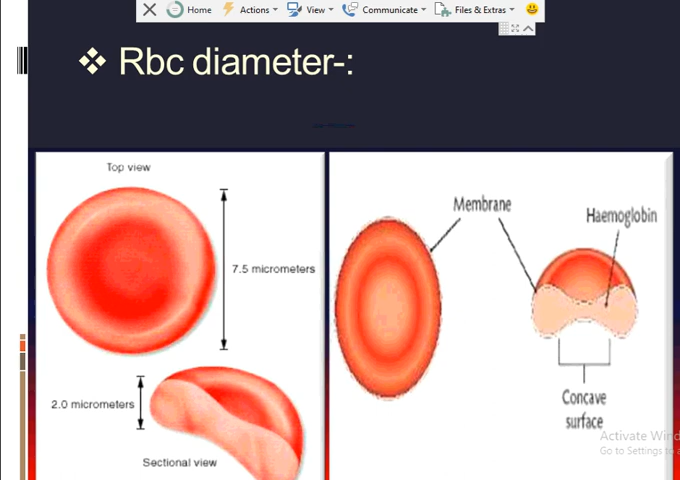 Home Actions View Communicate Files & Extras
❖ Rbc diameter-:
Top view
7.5 micrometers
2.0 micrometers
Sectional view
Membrane
Haemoglobin
Concave
surface
Activate Wind
Go to Settings to a